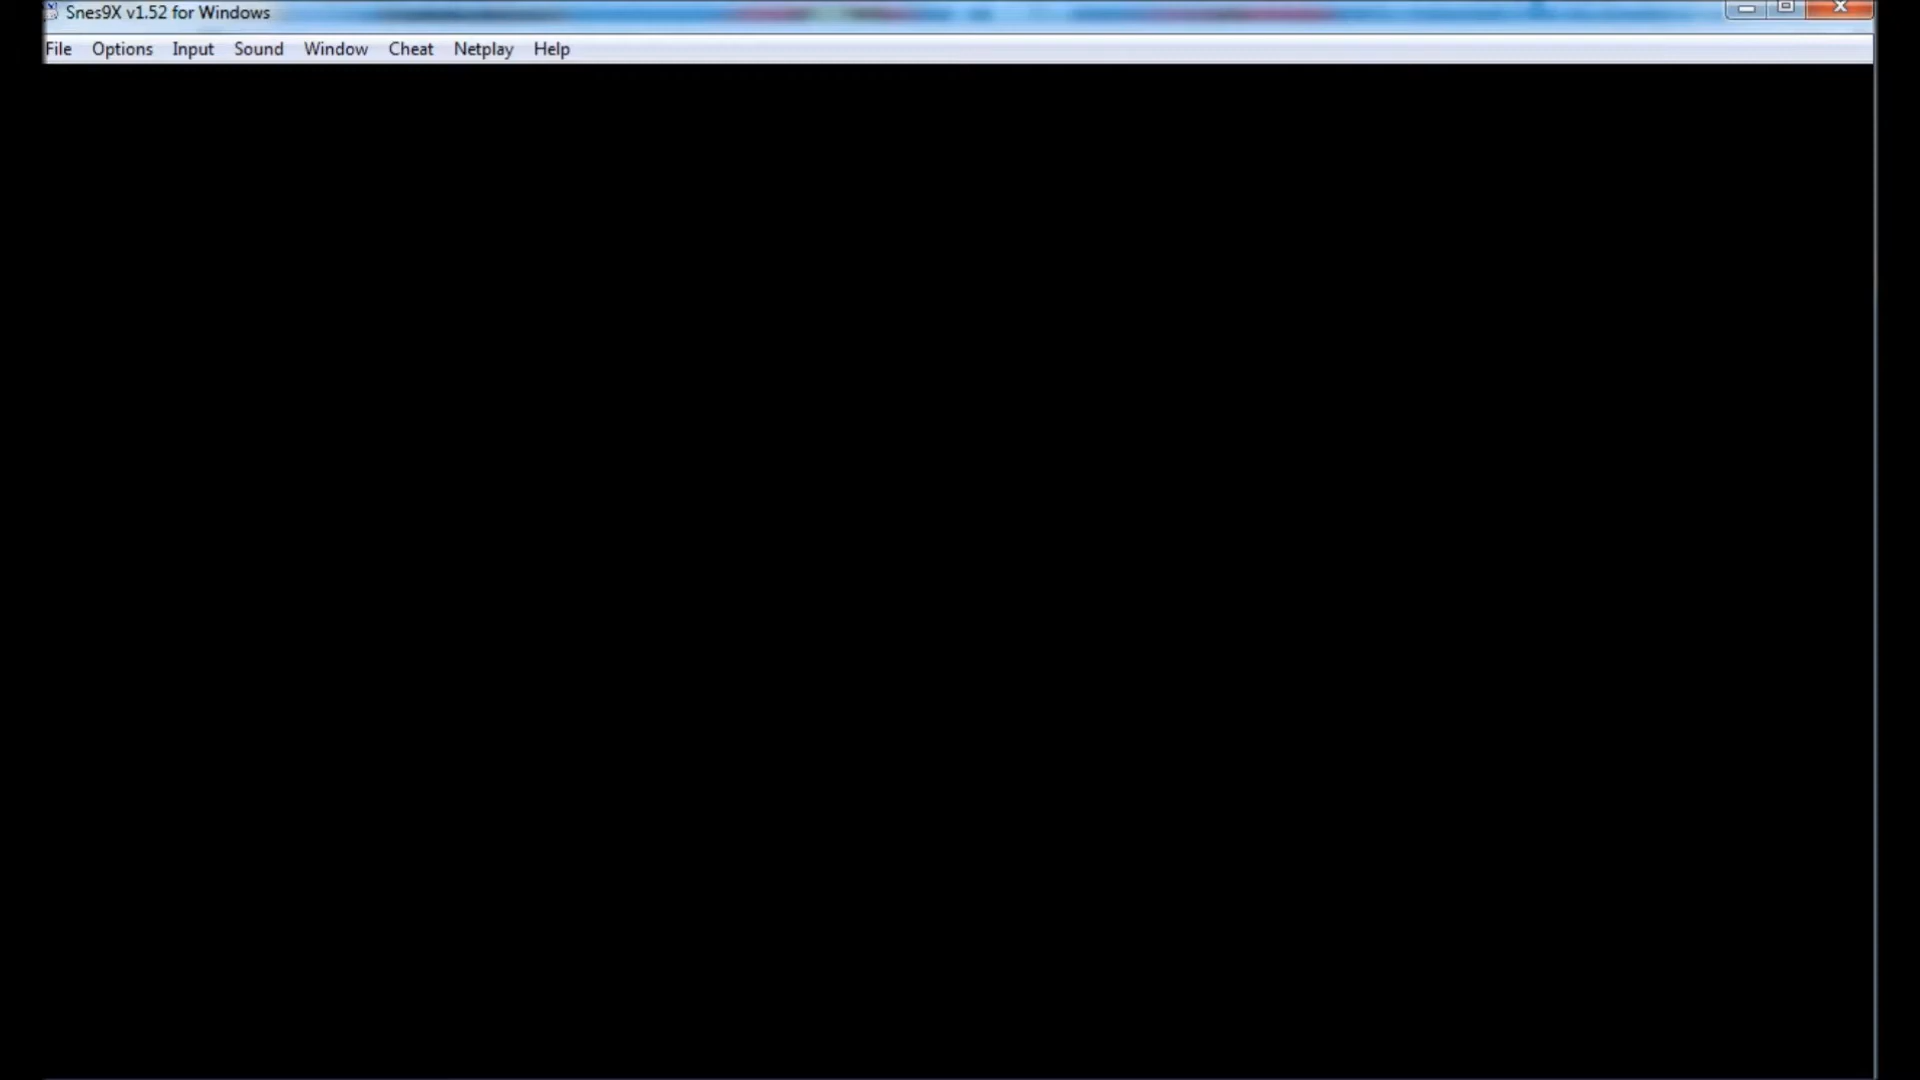 Snes9X v1.52 for Windows
File Options Input Sound Window Cheat Netplay Help